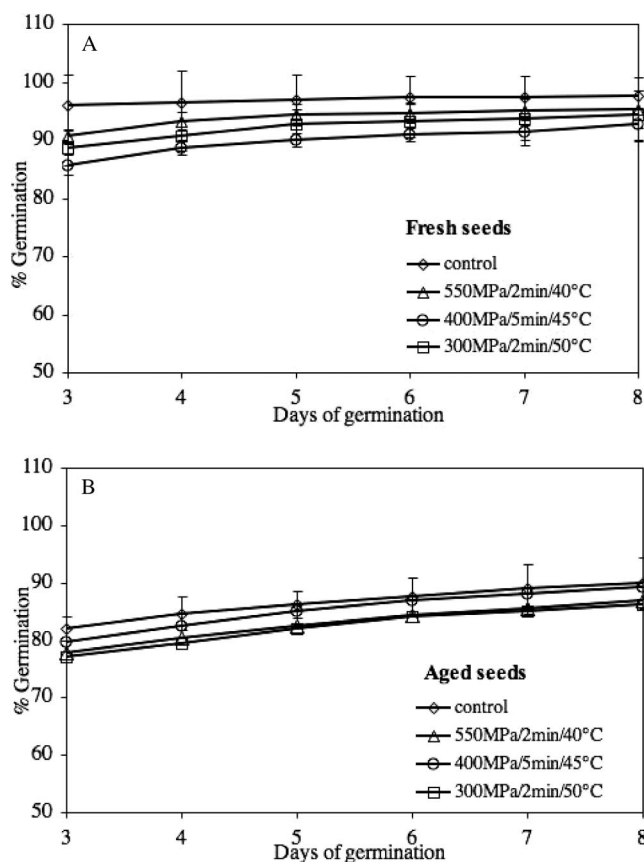 110
A
100
90
80
70
60
50
% Germination
Fresh seeds
control
550MPa/2min/40°C
400MPa/5min/45°C
300MPa/2min/50°C
3 4 5 6 7 8
Days of germination
110
B
100
90
80
70
60
50
% Germination
Aged seeds
control
550MPa/2min/40°C
400MPa/5min/45°C
300MPa/2min/50°C
3 4 5 6 7 8
Days of germination